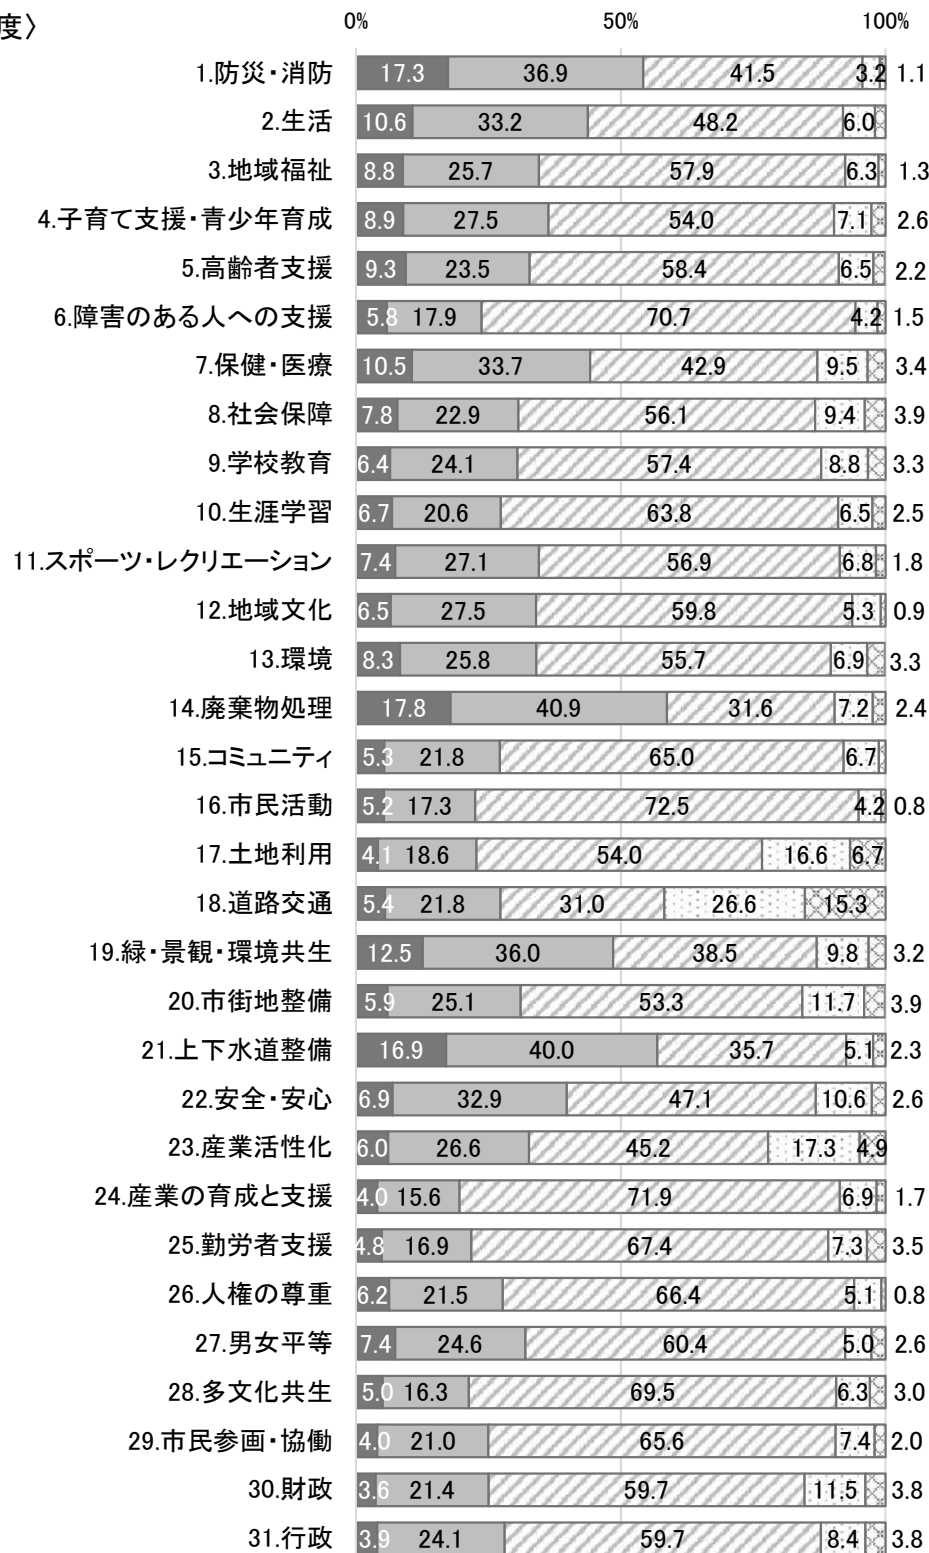 度〉
0% 50% 100%
1.防災・消防 17.3 36.9 41.5 3.2 1.1
2.生活 10.6 33.2 48.2 6.0
3.地域福祉 8.8 25.7 57.9 6.3 1.3
4.子育て支援・青少年育成 8.9 27.5 54.0 7.1 2.6
5.高齢者支援 9.3 23.5 58.4 6.5 2.2
6.障害のある人への支援 5.8 17.9 70.7 4.2 1.5
7.保健・医療 10.5 33.7 42.9 9.5 3.4
8.社会保障 7.8 22.9 56.1 9.4 3.9
9.学校教育 6.4 24.1 57.4 8.8 3.3
10.生涯学習 6.7 20.6 63.8 6.5 2.5
11.スポーツ・レクリエーション 7.4 27.1 56.9 6.8 1.8
12.地域文化 6.5 27.5 59.8 5.3 0.9
13.環境 8.3 25.8 55.7 6.9 3.3
14.廃棄物処理 17.8 40.9 31.6 7.2 2.4
15.コミュニティ 5.3 21.8 65.0 6.7
16.市民活動 5.2 17.3 72.5 4.2 0.8
17.土地利用 4.1 18.6 54.0 16.6 6.7
18.道路交通 5.4 21.8 31.0 26.6 15.3
19.緑・景観・環境共生 12.5 36.0 38.5 9.8 3.2
20.市街地整備 5.9 25.1 53.3 11.7 3.9
21.上下水道整備 16.9 40.0 35.7 5.1 2.3
22.安全・安心 6.9 32.9 47.1 10.6 2.6
23.産業活性化 6.0 26.6 45.2 17.3 4.9
24.産業の育成と支援 4.0 15.6 71.9 6.9 1.7
25.勤労者支援 4.8 16.9 67.4 7.3 3.5
26.人権の尊重 6.2 21.5 66.4 5.1 0.8
27.男女平等 7.4 24.6 60.4 5.0 2.6
28.多文化共生 5.0 16.3 69.5 6.3 3.0
29.市民参画・協働 4.0 21.0 65.6 7.4 2.0
30.財政 3.6 21.4 59.7 11.5 3.8
31.行政 3.9 24.1 59.7 8.4 3.8